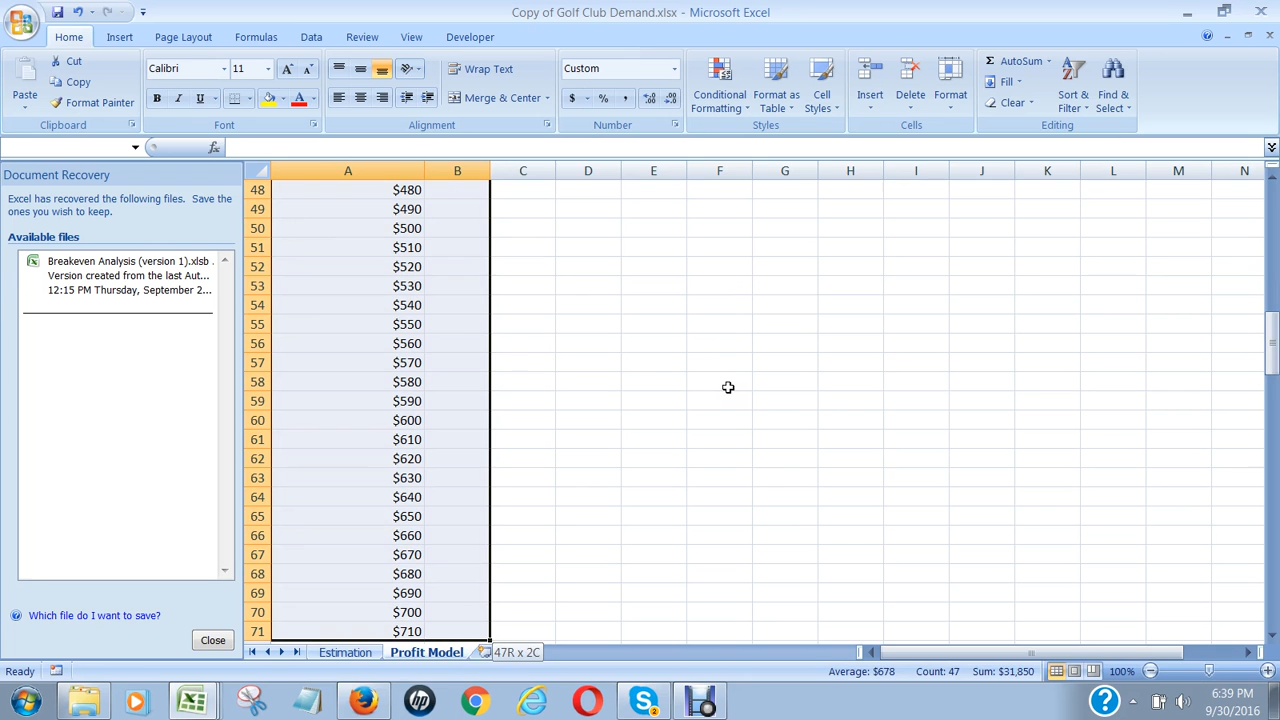 Copy of Golf Club Demand.xlsx - Microsoft Excel
Home Insert Page Layout Formulas Data Review View Developer
Paste
Cut
Copy
Format Painter
Clipboard
Calibri 11
B I U A
Font
Wrap Text
Merge & Center
Alignment
Custom
$ % ,
Number
Conditional Formatting
Format as Table
Cell Styles
Styles
Insert Delete Format
Cells
AutoSum
Fill
Clear
Sort & Filter
Find & Select
Editing
fx
Document Recovery
Excel has recovered the following files. Save the
ones you wish to keep.
Available files
Breakeven Analysis (version 1).xlsb .
Version created from the last Aut...
12:15 PM Thursday, September 2...
Which file do I want to save?
Close
A B C D E F G H I J K L M N
48 $480
49 $490
50 $500
51 $510
52 $520
53 $530
54 $540
55 $550
56 $560
57 $570
58 $580
59 $590
60 $600
61 $610
62 $620
63 $630
64 $640
65 $650
66 $660
67 $670
68 $680
69 $690
70 $700
71 $710
Estimation Profit Model 47R x 2C
Ready Average: $678 Count: 47 Sum: $31,850 100%
hp
2
6:39 PM
9/30/2016